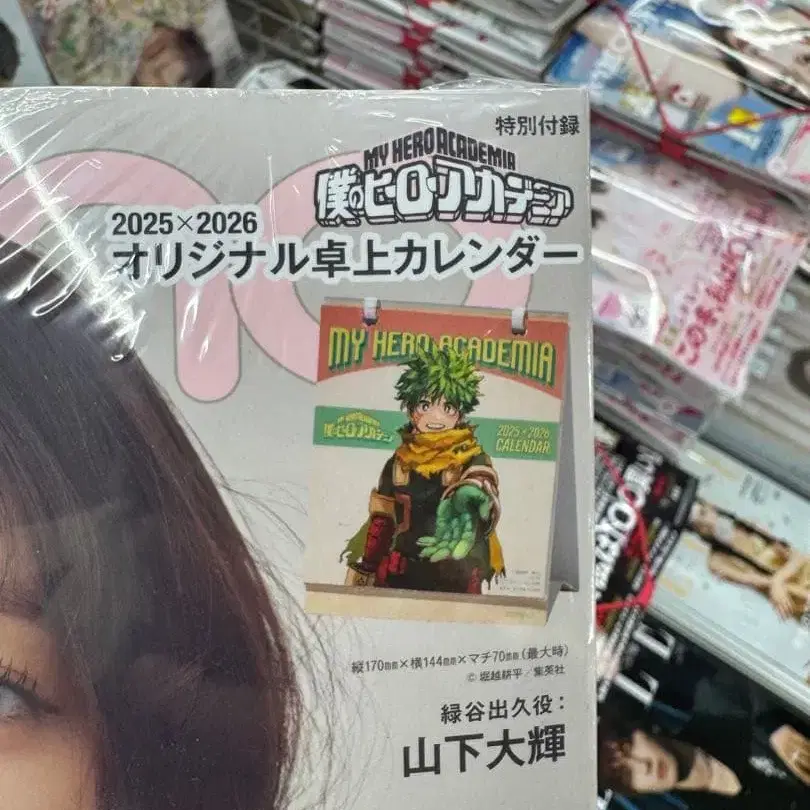 特別付録
MY HERO ACADEMIA
僕のヒーローアカデミア
2025×2026
オリジナル卓上カレンダー
MY HERO ACADEMIA
僕のヒーローアカデミア
2025×2026
CALENDAR
縦170mm×横144mm×マチ70mm(最大時)
© 堀越耕平/集英社
緑谷出久役:
山下大輝